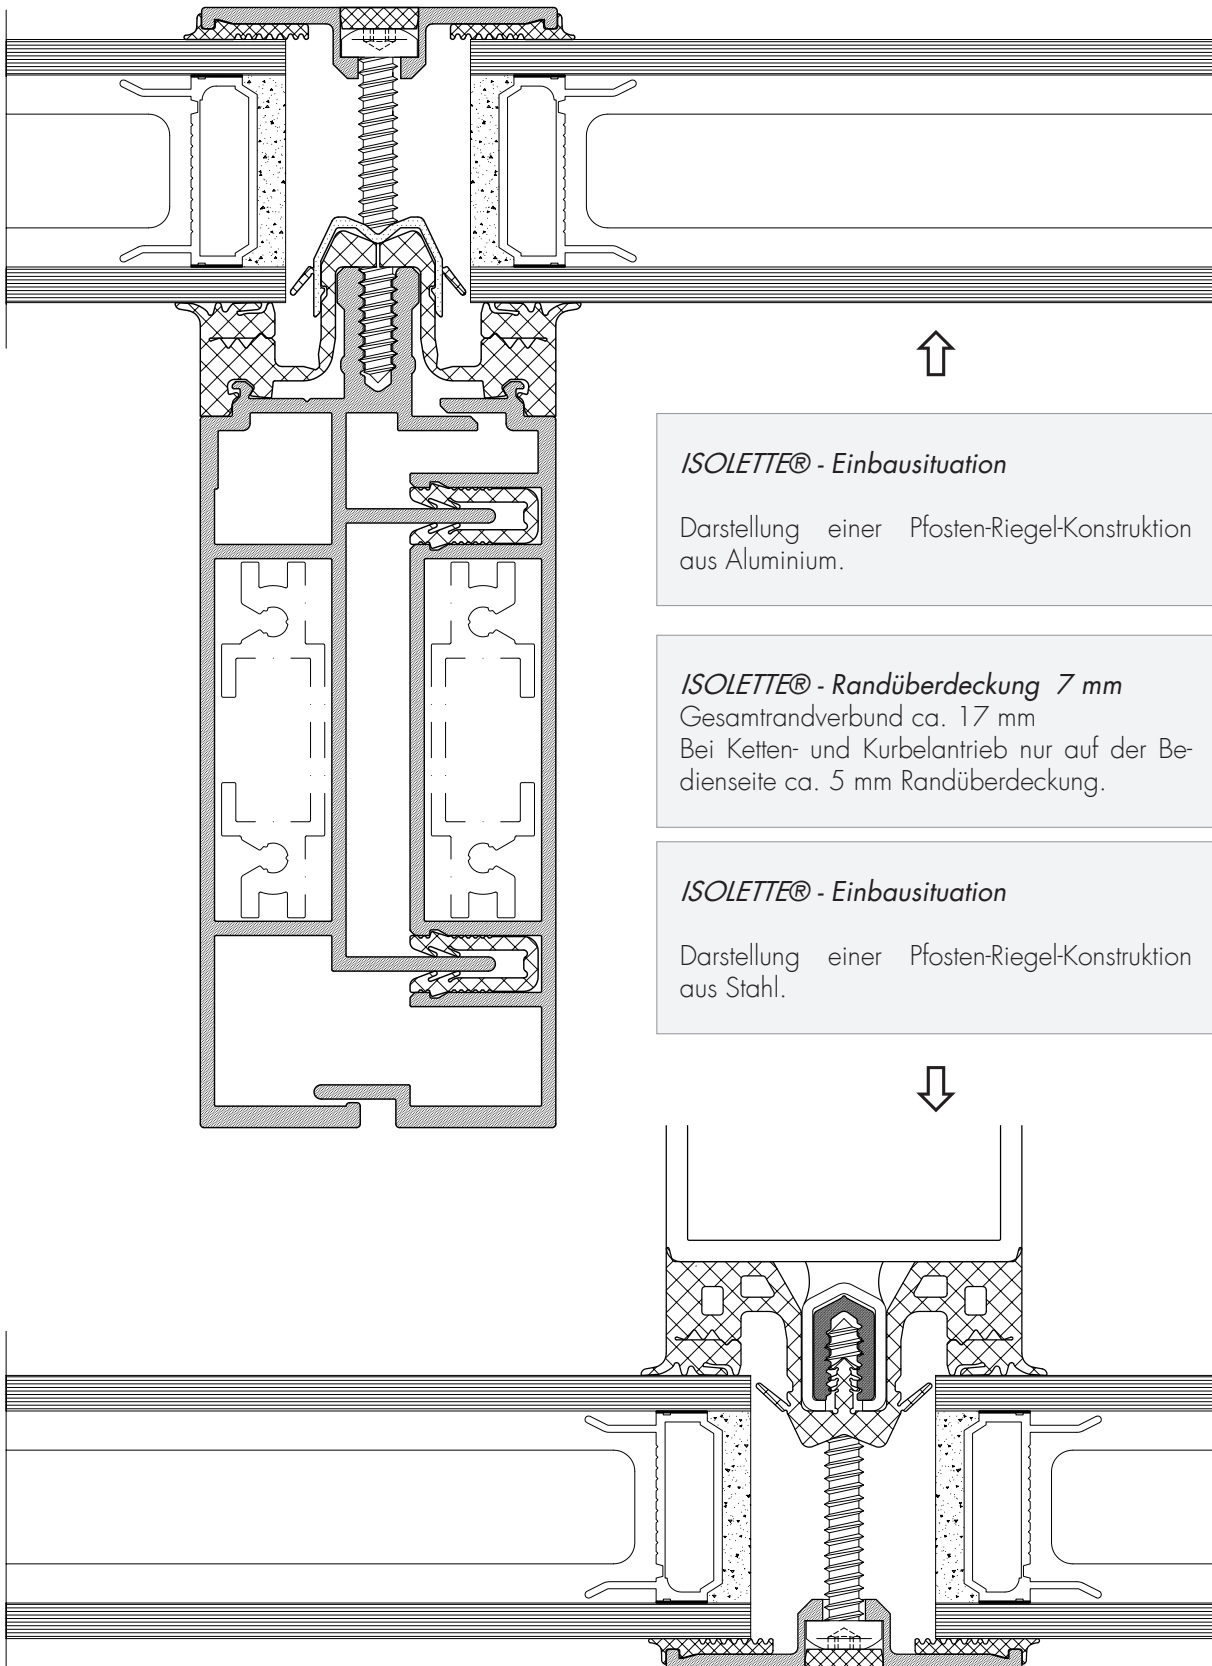 ISOLETTE® - Einbausituation
Darstellung einer Pfosten-Riegel-Konstruktion
aus Aluminium.
ISOLETTE® - Randüberdeckung 7 mm
Gesamtrandverbund ca. 17 mm
Bei Ketten- und Kurbelantrieb nur auf der Be-
dienseite ca. 5 mm Randüberdeckung.
ISOLETTE® - Einbausituation
Darstellung einer Pfosten-Riegel-Konstruktion
aus Stahl.